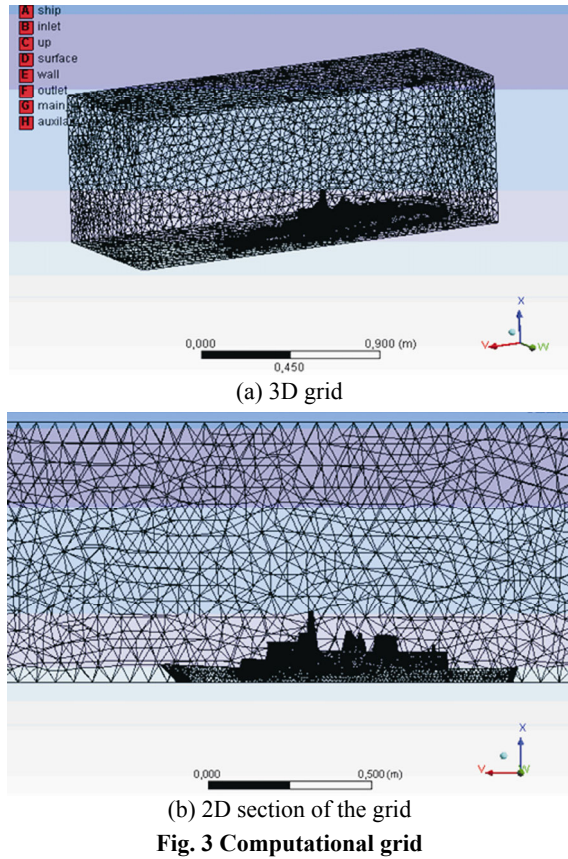 A ship
B inlet
C up
D surface
E wall
F outlet
G main
H auxila
X
Y W
0,000 0,900 (m)
0,450
(a) 3D grid
X
Y W
0,000 0,500 (m)
(b) 2D section of the grid
Fig. 3 Computational grid